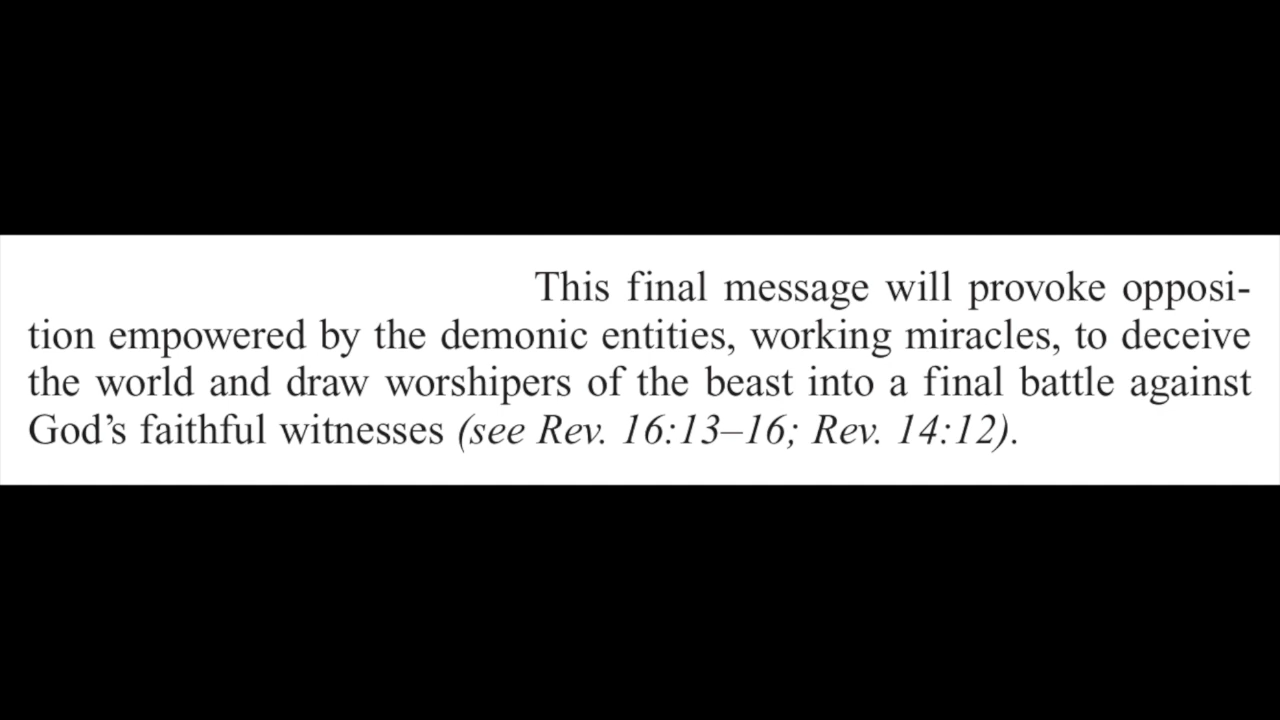 This final message will provoke opposi-
tion empowered by the demonic entities, working miracles, to deceive
the world and draw worshipers of the beast into a final battle against
God’s faithful witnesses (see Rev. 16:13–16; Rev. 14:12).